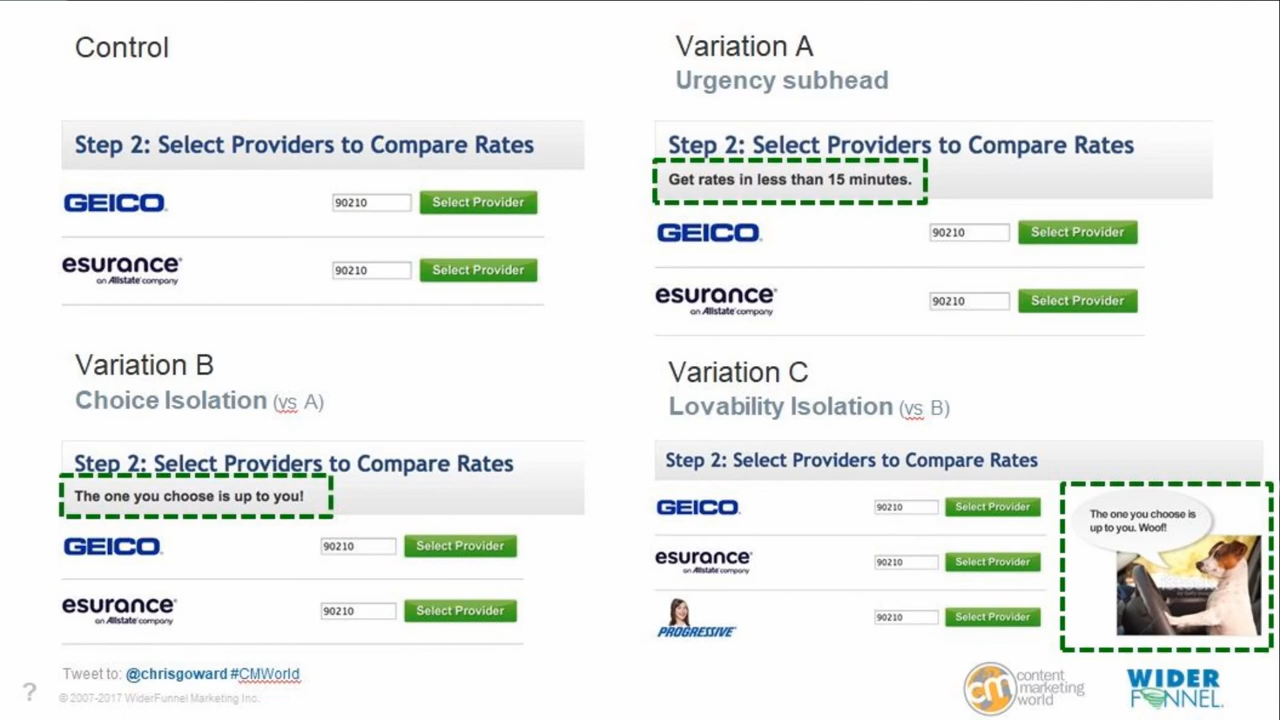 Control
Step 2: Select Providers to Compare Rates
GEICO.
90210
Select Provider
esurance®
an Allstate company
90210
Select Provider
Variation A
Urgency subhead
Step 2: Select Providers to Compare Rates
Get rates in less than 15 minutes.
GEICO.
90210
Select Provider
esurance®
an Allstate company
90210
Select Provider
Variation B
Choice Isolation (vs A)
Step 2: Select Providers to Compare Rates
The one you choose is up to you!
GEICO.
90210
Select Provider
esurance®
an Allstate company
90210
Select Provider
Variation C
Lovability Isolation (vs B)
Step 2: Select Providers to Compare Rates
GEICO.
90210
Select Provider
esurance®
an Allstate company
90210
Select Provider
PROGRESSIVE
90210
Select Provider
The one you choose is
up to you. Woof!
Tweet to: @chrisgoward #CMWorld
?
© 2007-2017 WiderFunnel Marketing Inc.
cm
content
marketing
world
WIDER
FUNNEL